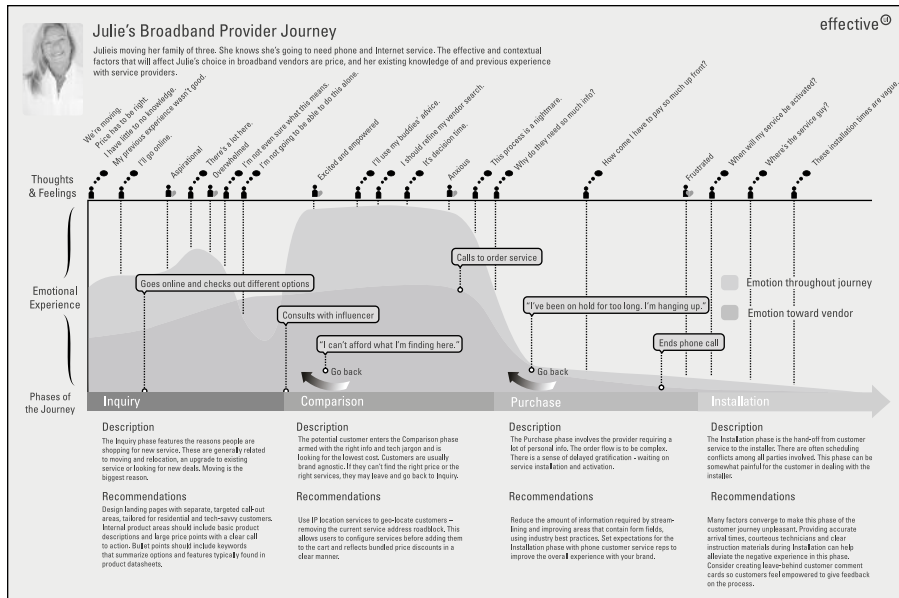 Julie's Broadband Provider Journey
effective
ui
Julieis moving her family of three. She knows she's going to need phone and Internet service. The effective and contextual
factors that will affect Julie's choice in broadband vendors are price, and her existing knowledge of and previous experience
with service providers.
We're moving.
Price has to be right.
I have little to no knowledge.
My previous experience wasn't good.
I'll go online.
Aspirational
There's a lot here.
Overwhelmed
I'm not even sure what this means.
I'm not going to be able to do this alone.
Excited and empowered
I'll use my buddies' advice.
I should refine my vendor search.
It's decision time.
Anxious
This process is a nightmare.
Why do they need so much info?
How come I have to pay so much up front?
Frustrated
When will my service be activated?
Where's the service guy?
These installation times are vague.
Thoughts
& Feelings
Emotional
Experience
Calls to order service
Goes online and checks out different options
Consults with influencer
"I can't afford what I'm finding here."
Go back
"I've been on hold for too long. I'm hanging up."
Go back
Ends phone call
Emotion throughout journey
Emotion toward vendor
Phases of
the Journey
Inquiry
Comparison
Purchase
Installation
Description
The Inquiry phase features the reasons people are
shopping for new service. These are generally related
to moving and relocation, an upgrade to existing
service or looking for new deals. Moving is the
biggest reason.
Recommendations
Design landing pages with separate, targeted call-out
areas, tailored for residential and tech-savvy customers.
Internal product areas should include basic product
descriptions and large price points with a clear call
to action. Bullet points should include keywords
that summarize options and features typically found in
product datasheets.
Description
The potential customer enters the Comparison phase
armed with the right info and tech jargon and is
looking for the lowest cost. Customers are usually
brand agnostic. If they can't find the right price or the
right services, they may leave and go back to Inquiry.
Recommendations
Use IP location services to geo-locate customers –
removing the current service address roadblock. This
allows users to configure services before adding them
to the cart and reflects bundled price discounts in a
clear manner.
Description
The Purchase phase involves the provider requiring a
lot of personal info. The order flow is to be complex.
There is a sense of delayed gratification - waiting on
service installation and activation.
Recommendations
Reduce the amount of information required by stream-
lining and improving areas that contain form fields,
using industry best practices. Set expectations for the
Installation phase with phone customer service reps to
improve the overall experience with your brand.
Description
The Installation phase is the hand-off from customer
service to the installer. There are often scheduling
conflicts among all parties involved. This phase can be
somewhat painful for the customer in dealing with the
installer.
Recommendations
Many factors converge to make this phase of the
customer journey unpleasant. Providing accurate
arrival times, courteous technicians and clear
instruction materials during Installation can help
alleviate the negative experience in this phase.
Consider creating leave-behind customer comment
cards so customers feel empowered to give feedback
on the process.